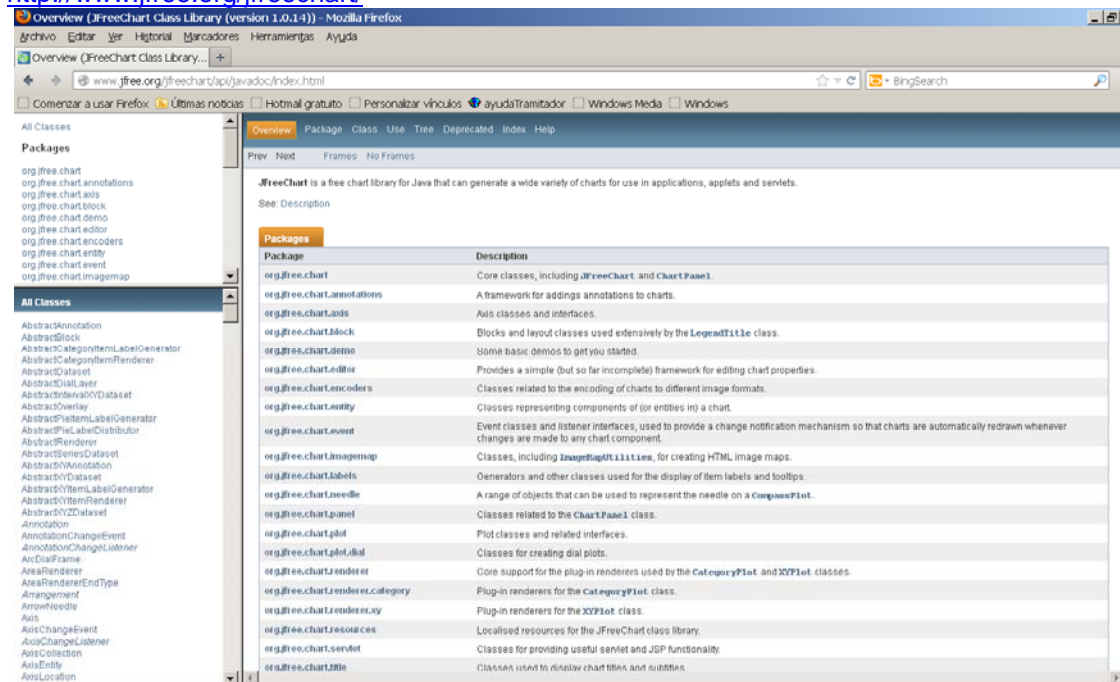 http://www.jfree.org/jfreechart/
Overview (JFreeChart Class Library (version 1.0.14)) - Mozilla Firefox
Archivo Editar Ver Historial Marcadores Herramientas Ayuda
Overview (JFreeChart Class Library... +
www.jfree.org/jfreechart/api/javadoc/index.html
BingSearch
Comenzar a usar Firefox Últimas noticias Hotmail gratuito Personalizar vínculos ayudaTramitador Windows Media Windows
All Classes
Packages
org.jfree.chart
org.jfree.chart.annotations
org.jfree.chart.axis
org.jfree.chart.block
org.jfree.chart.demo
org.jfree.chart.editor
org.jfree.chart.encoders
org.jfree.chart.entity
org.jfree.chart.event
org.jfree.chart.imagemap
All Classes
AbstractAnnotation
AbstractBlock
AbstractCategoryItemLabelGenerator
AbstractCategoryItemRenderer
AbstractDataset
AbstractDialLayer
AbstractIntervalXYDataset
AbstractOverlay
AbstractPieItemLabelGenerator
AbstractPieLabelDistributor
AbstractRenderer
AbstractSeriesDataset
AbstractXYAnnotation
AbstractXYDataset
AbstractXYItemLabelGenerator
AbstractXYItemRenderer
AbstractXYZDataset
Annotation
AnnotationChangeEvent
AnnotationChangeListener
ArcDialFrame
AreaRenderer
AreaRendererEndType
Arrangement
ArrowNeedle
Axis
AxisChangeEvent
AxisChangeListener
AxisCollection
AxisEntity
AxisLocation
Overview Package Class Use Tree Deprecated Index Help
Prev Next Frames No Frames
JFreeChart is a free chart library for Java that can generate a wide variety of charts for use in applications, applets and servlets.
See: Description
Packages
Package Description
org.jfree.chart Core classes, including JFreeChart and ChartPanel.
org.jfree.chart.annotations A framework for addings annotations to charts.
org.jfree.chart.axis Axis classes and interfaces.
org.jfree.chart.block Blocks and layout classes used extensively by the LegendTitle class.
org.jfree.chart.demo Some basic demos to get you started.
org.jfree.chart.editor Provides a simple (but so far incomplete) framework for editing chart properties.
org.jfree.chart.encoders Classes related to the encoding of charts to different image formats.
org.jfree.chart.entity Classes representing components of (or entities in) a chart.
org.jfree.chart.event Event classes and listener interfaces, used to provide a change notification mechanism so that charts are automatically redrawn whenever
changes are made to any chart component.
org.jfree.chart.imagemap Classes, including ImageMapUtilities, for creating HTML image maps.
org.jfree.chart.labels Generators and other classes used for the display of item labels and tooltips.
org.jfree.chart.needle A range of objects that can be used to represent the needle on a CompassPlot.
org.jfree.chart.panel Classes related to the ChartPanel class.
org.jfree.chart.plot Plot classes and related interfaces.
org.jfree.chart.plot.dial Classes for creating dial plots.
org.jfree.chart.renderer Core support for the plug-in renderers used by the CategoryPlot and XYPlot classes.
org.jfree.chart.renderer.category Plug-in renderers for the CategoryPlot class.
org.jfree.chart.renderer.xy Plug-in renderers for the XYPlot class.
org.jfree.chart.resources Localised resources for the JFreeChart class library.
org.jfree.chart.servlet Classes for providing useful servlet and JSP functionality.
org.jfree.chart.title Classes used to display chart titles and subtitles.